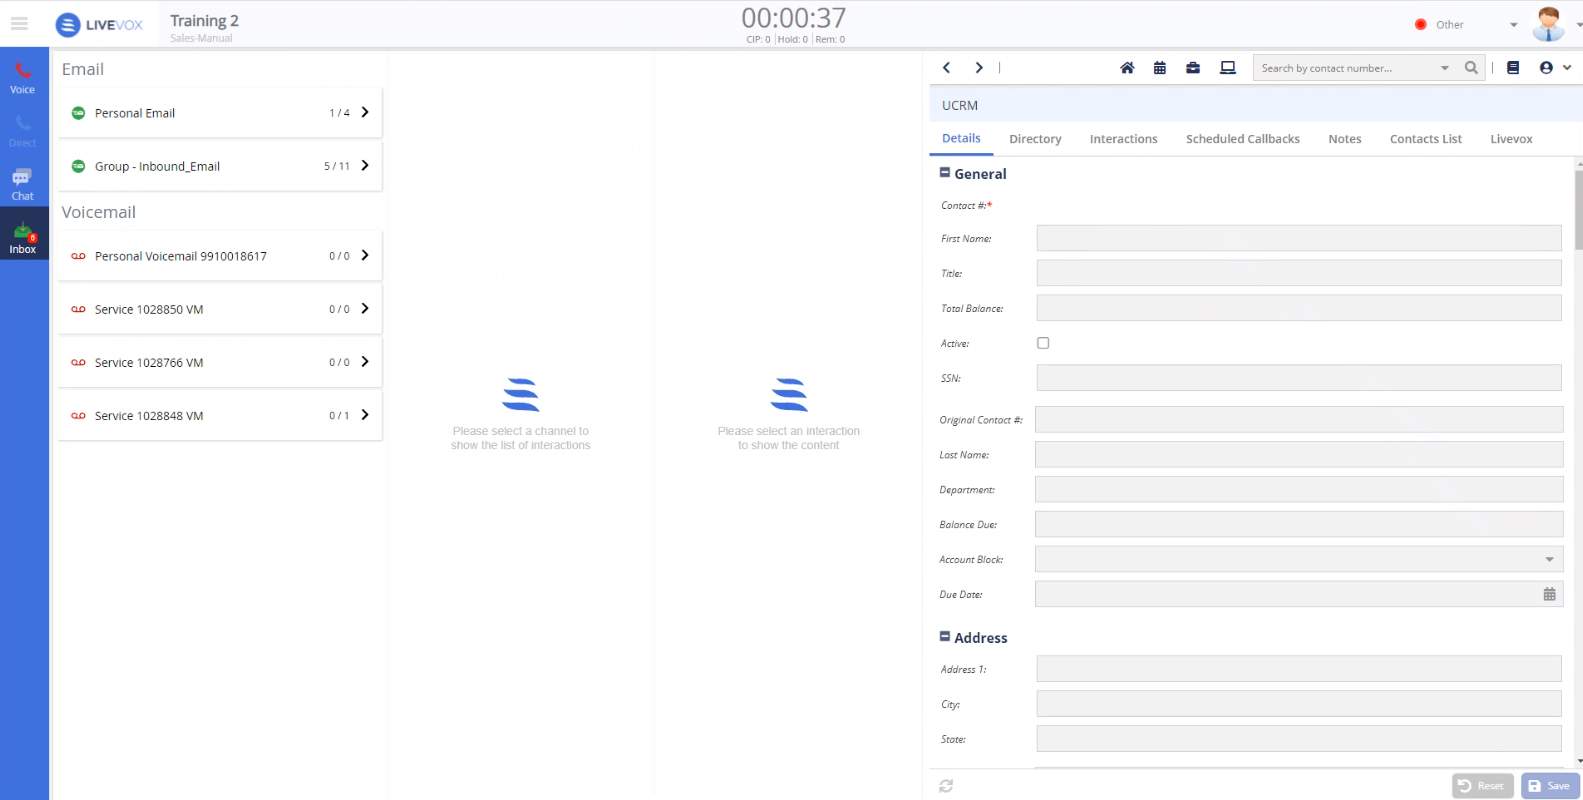 LIVEVOX
Training 2
Sales-Manual
00:00:37
CIP: 0 | Hold: 0 | Rem: 0
Other
Voice
Direct
Chat
6
Inbox
Email
Personal Email 1 / 4
Group - Inbound_Email 5 / 11
Voicemail
Personal Voicemail 9910018617 0 / 0
Service 1028850 VM 0 / 0
Service 1028766 VM 0 / 0
Service 1028848 VM 0 / 1
Please select a channel to
show the list of interactions
Please select an interaction
to show the content
Search by contact number...
UCRM
Details Directory Interactions Scheduled Callbacks Notes Contacts List Livevox
General
Contact #:*
First Name:
Title:
Total Balance:
Active:
SSN:
Original Contact #:
Last Name:
Department:
Balance Due:
Account Block:
Due Date:
Address
Address 1:
City:
State:
Reset Save